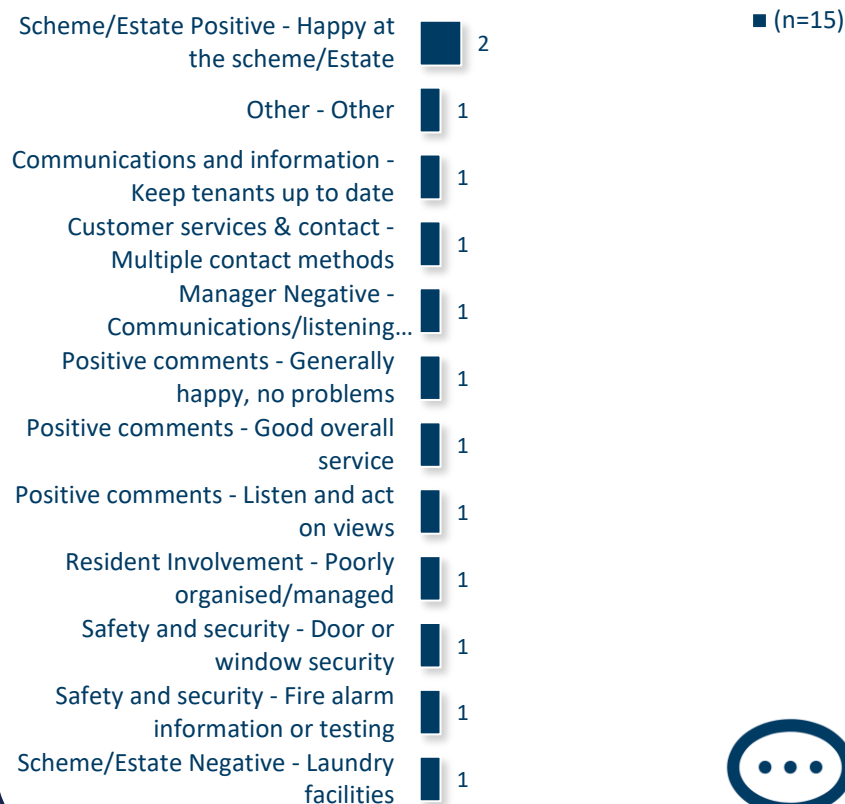 Scheme/Estate Positive - Happy at
the scheme/Estate
2
(n=15)
Other - Other
1
Communications and information -
Keep tenants up to date
1
Customer services & contact -
Multiple contact methods
1
Manager Negative -
Communications/listening...
1
Positive comments - Generally
happy, no problems
1
Positive comments - Good overall
service
1
Positive comments - Listen and act
on views
1
Resident Involvement - Poorly
organised/managed
1
Safety and security - Door or
window security
1
Safety and security - Fire alarm
information or testing
1
Scheme/Estate Negative - Laundry
facilities
1